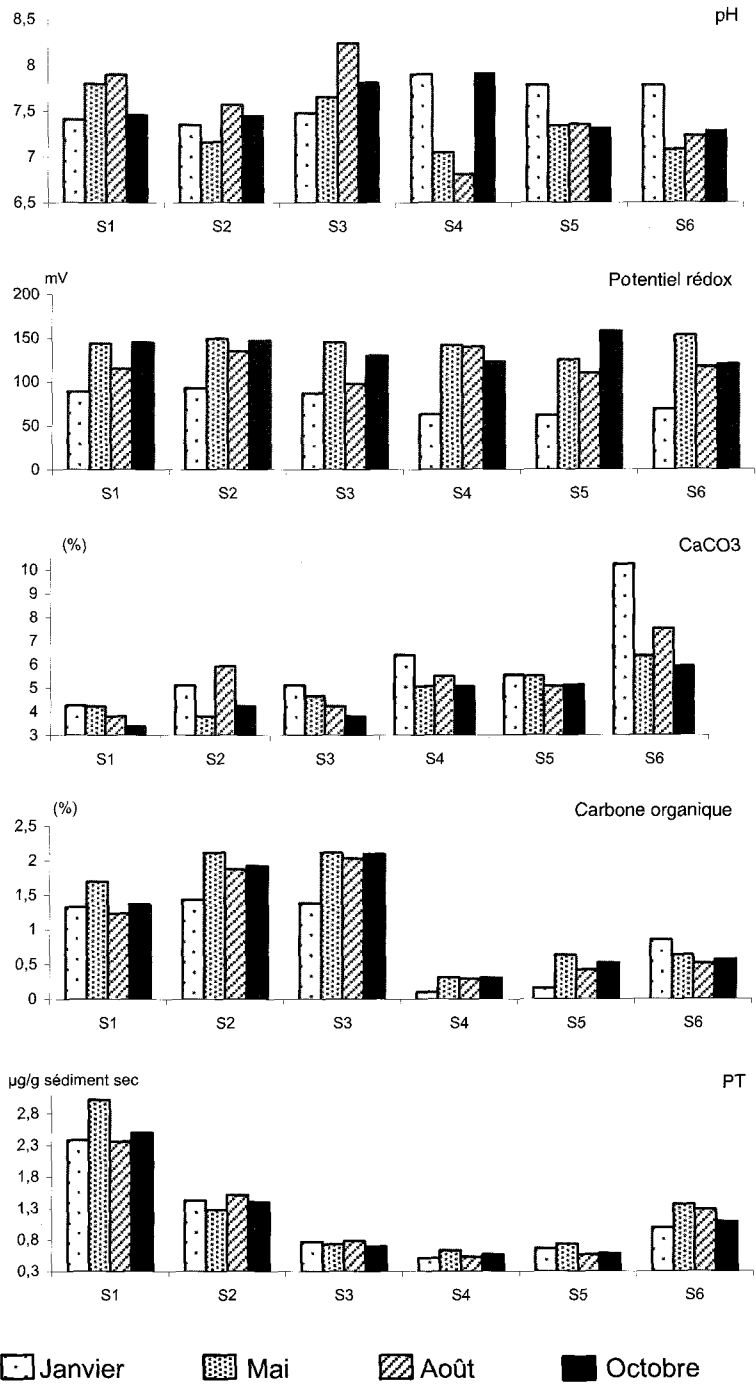 pH
8,5
8
7,5
7
6,5
S1 S2 S3 S4 S5 S6
mV
Potentiel rédox
200
150
100
50
0
S1 S2 S3 S4 S5 S6
(%)
CaCO3
10
8
7
6
5
4
3
S1 S2 S3 S4 S5 S6
(%)
Carbone organique
2,5
2
1,5
1
0,5
0
S1 S2 S3 S4 S5 S6
µg/g sédiment sec
PT
2,8
2,3
1,8
1,3
0,8
0,3
S1 S2 S3 S4 S5 S6
Janvier Mai Août Octobre